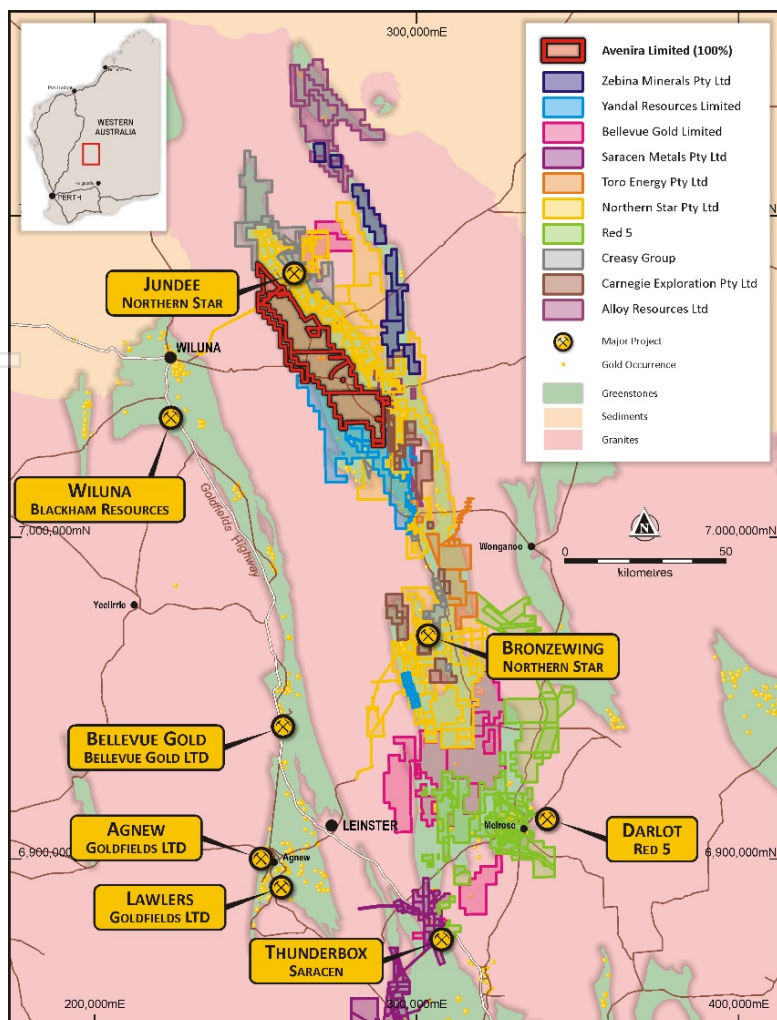 300,000mE
WESTERN
AUSTRALIA
PERTH
Avenira Limited (100%)
Zebina Minerals Pty Ltd
Yandal Resources Limited
Bellevue Gold Limited
Saracen Metals Pty Ltd
Toro Energy Pty Ltd
Northern Star Pty Ltd
Red 5
Creasy Group
Carnegie Exploration Pty Ltd
Alloy Resources Ltd
Major Project
Gold Occurrence
Greenstones
Sediments
Granites
JUNDEE
NORTHERN STAR
WILUNA
WILUNA
BLACKHAM RESOURCES
Goldfields Highway
7,000,000mN
7,000,000mN
Wonganoo
0
50
kilometres
N
Yeelirrie
BRONZEWING
NORTHERN STAR
BELLEVUE GOLD
BELLEVUE GOLD LTD
AGNEW
GOLDFIELDS LTD
Agnew
LEINSTER
Melrose
DARLOT
RED 5
6,900,000mN
6,900,000mN
LAWLERS
GOLDFIELDS LTD
THUNDERBOX
SARACEN
200,000mE
300,000mE
400,000mE